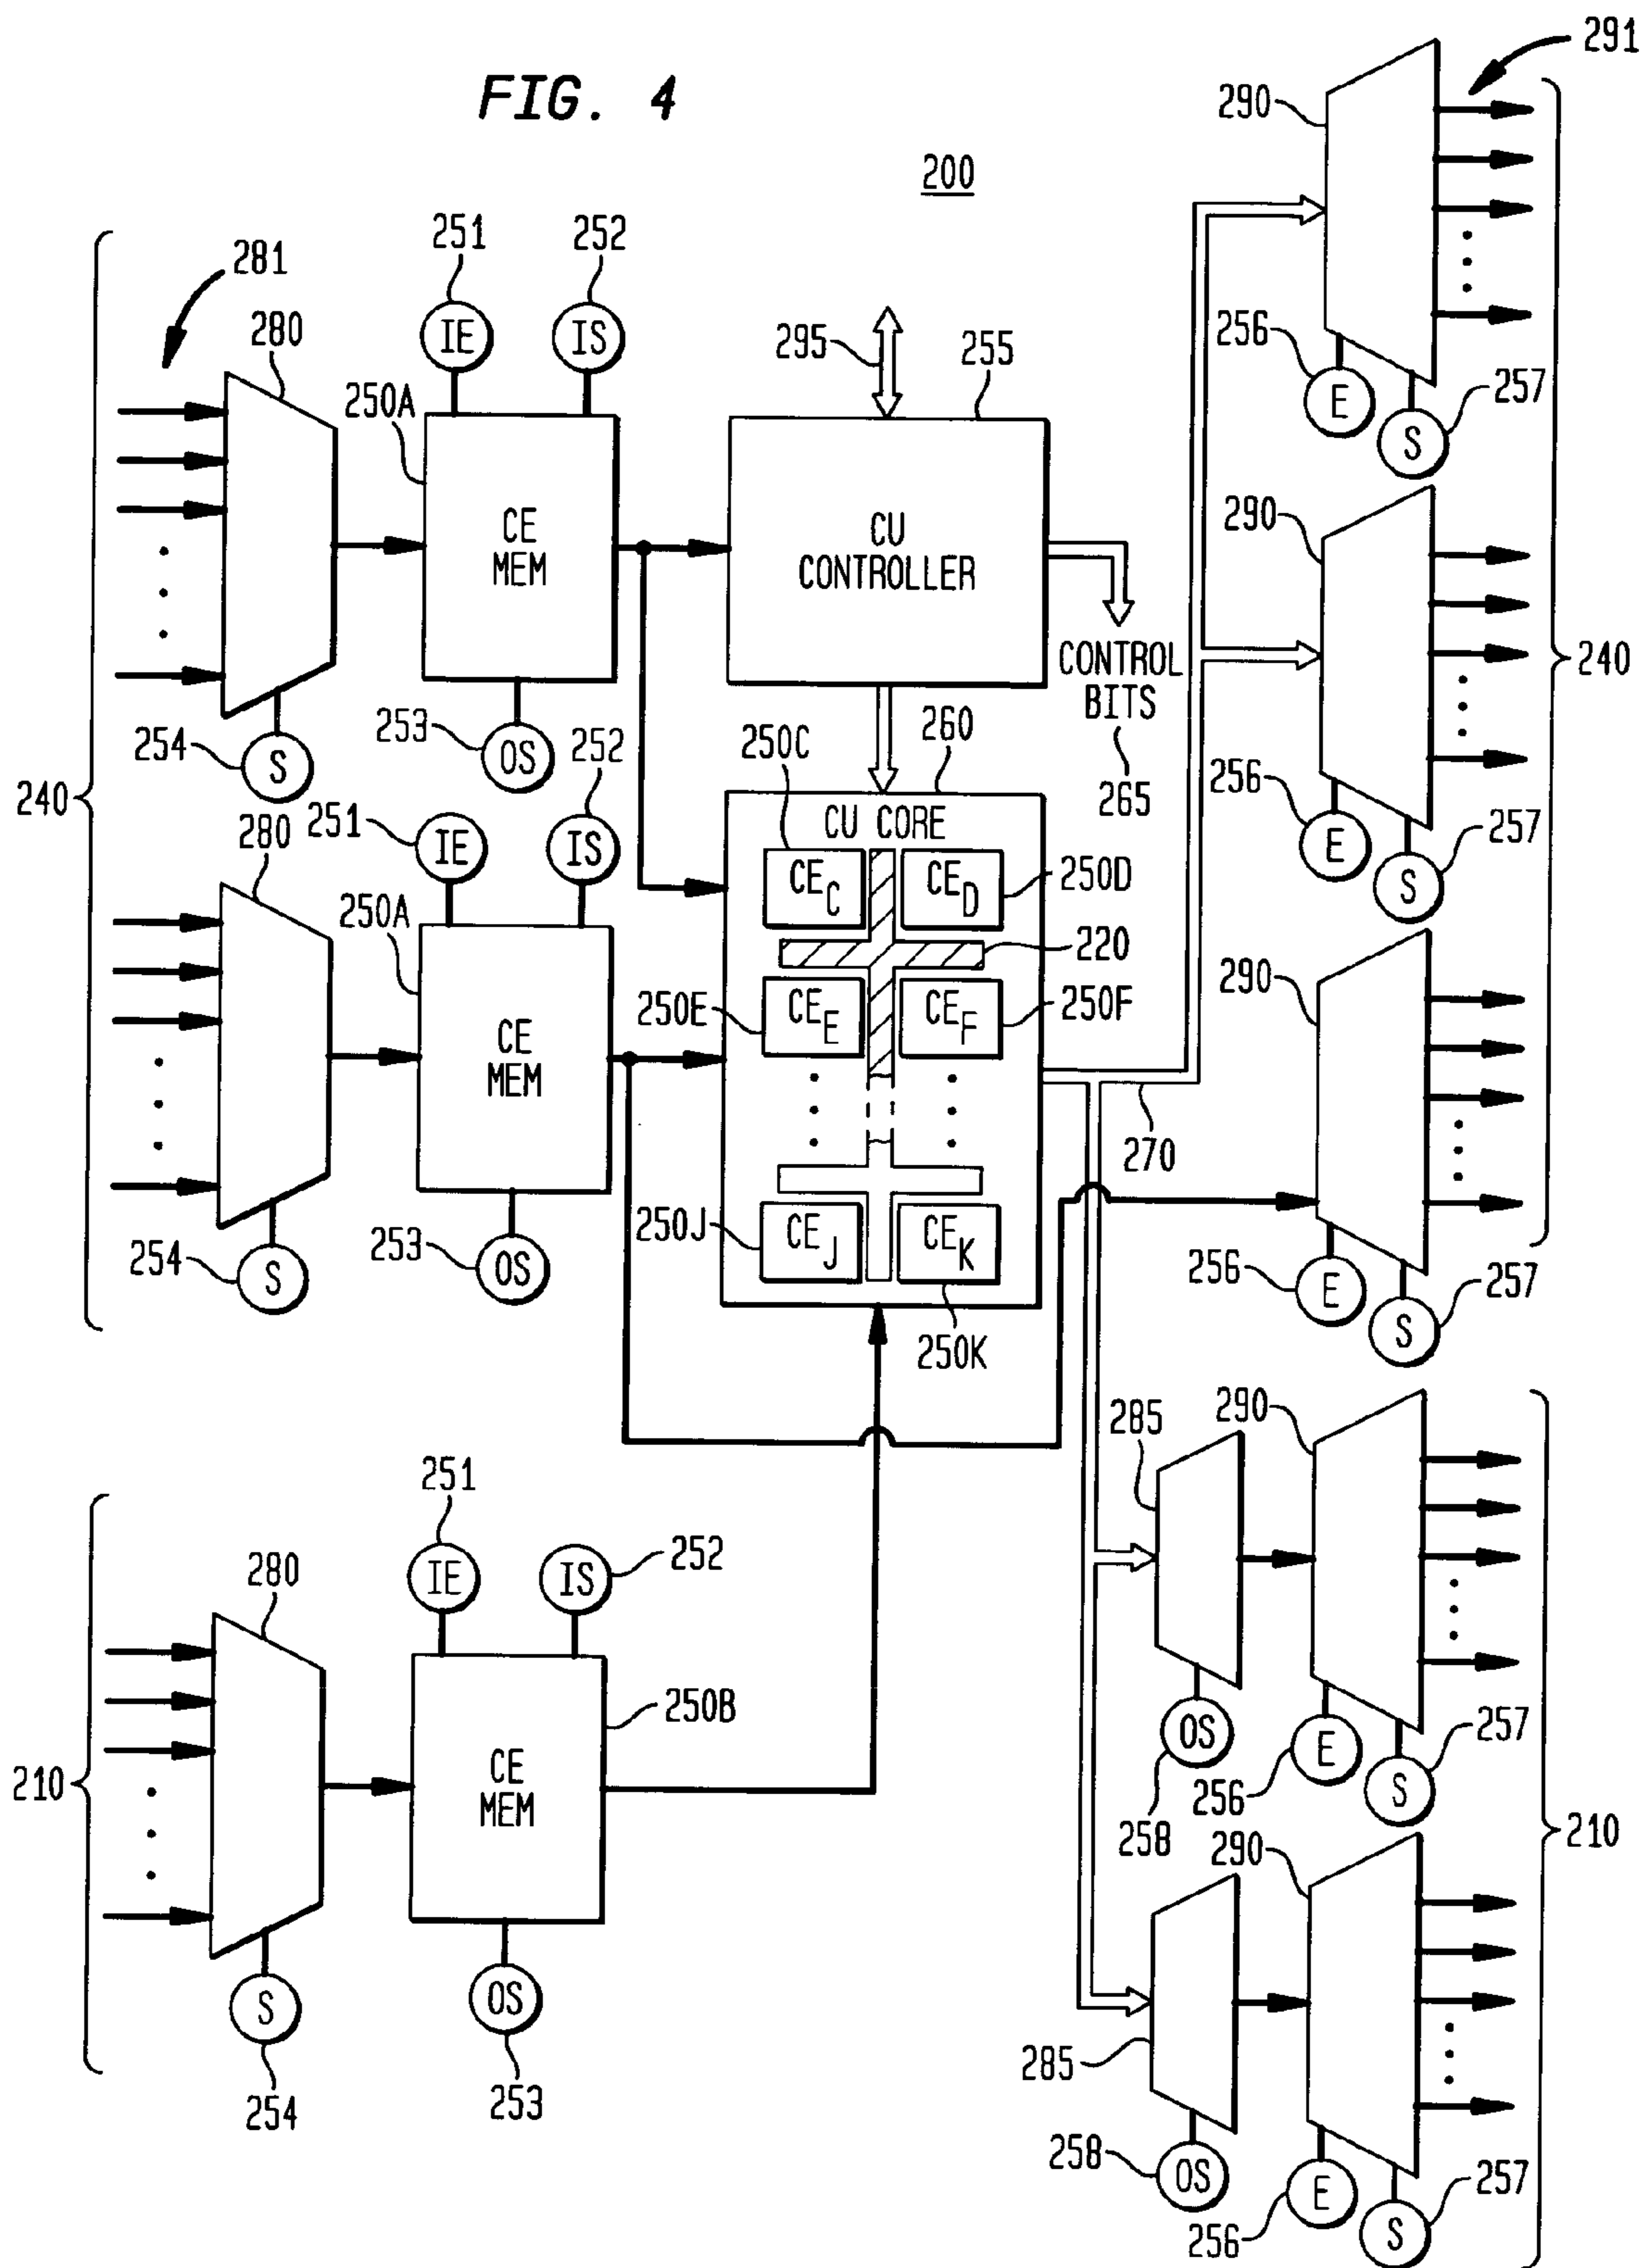 FIG. 4
200
291
290
240
281
280
251
252
IE
IS
250A
CE
MEM
295
255
CU
CONTROLLER
256
E
257
S
254
S
253
OS
CONTROL
BITS
265
290
240
256
E
257
S
240
280
251
IE
252
IS
250A
CE
MEM
254
S
253
OS
260
CU CORE
250C
CE C
CE D
250D
220
250E
CE E
CE F
250F
250J
CE J
CE K
250K
270
290
256
E
257
S
210
280
251
IE
252
IS
250B
CE
MEM
254
S
253
OS
285
290
258
OS
256
E
257
S
210
285
290
258
OS
256
E
257
S